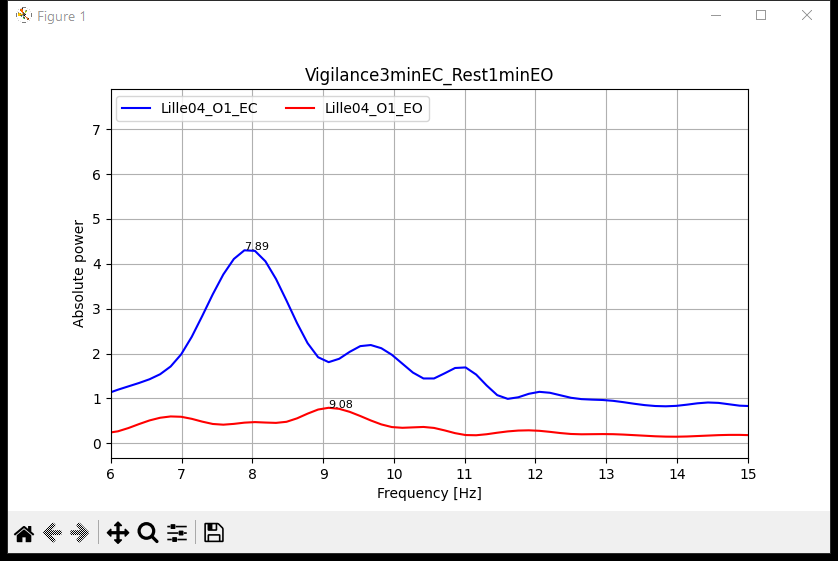 Figure 1
Vigilance3minEC_Rest1minEO
Lille04_O1_EC Lille04_O1_EO
7
6
5
4
3
2
1
0
Absolute power
7.89
9.08
6 7 8 9 10 11 12 13 14 15
Frequency [Hz]